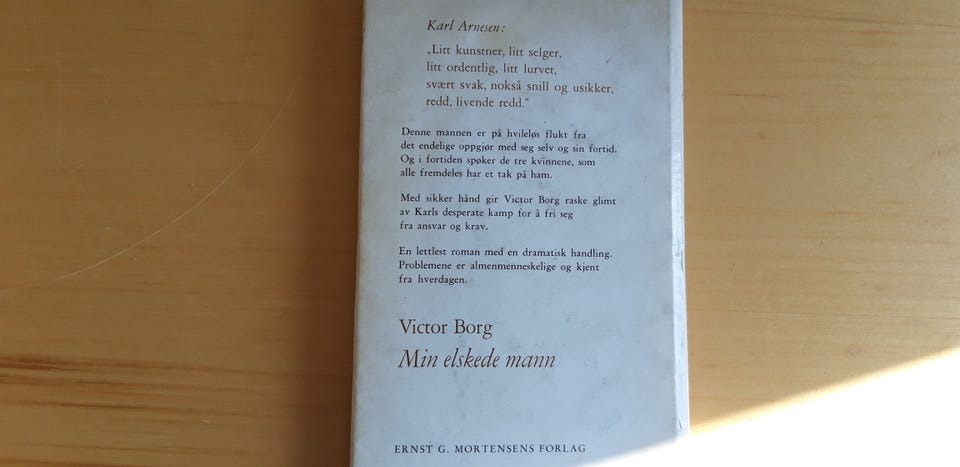 Karl Arnesen:
„Litt kunstner, litt selger,
litt ordentlig, litt lurvet,
svært svak, nokså snill og usikker,
redd, livende redd.“
Denne mannen er på hvileløs flukt fra
det endelige oppgjør med seg selv og sin fortid.
Og i fortiden spøker de tre kvinnene, som
alle fremdeles har et tak på ham.
Med sikker hånd gir Victor Borg raske glimt
av Karls desperate kamp for å fri seg
fra ansvar og krav.
En lettlest roman med en dramatisk handling.
Problemene er almenmenneskelige og kjent
fra hverdagen.
Victor Borg
Min elskede mann
ERNST G. MORTENSENS FORLAG